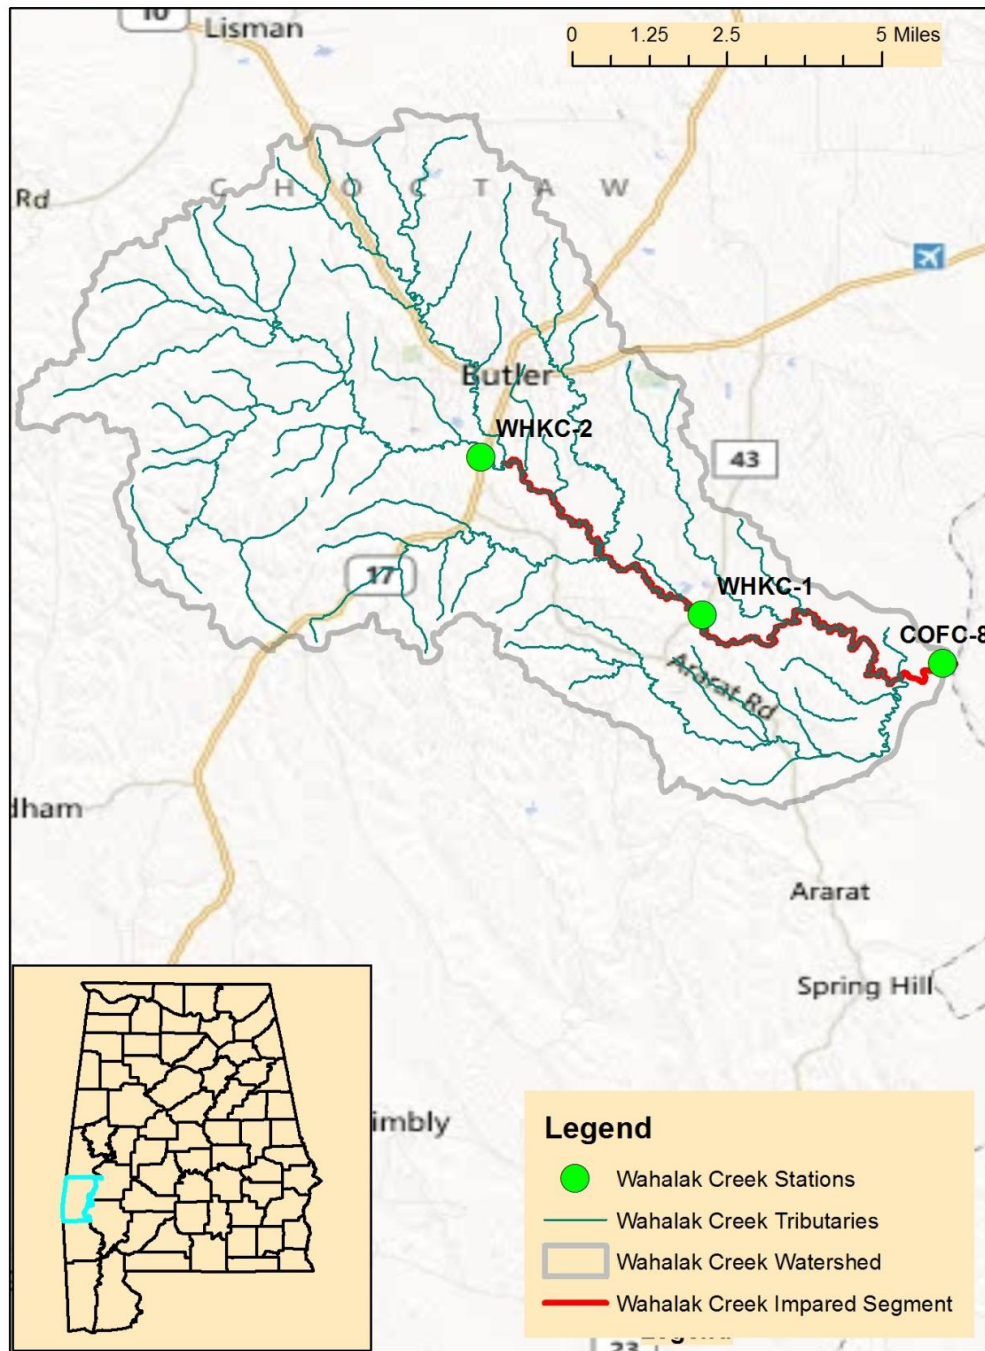 10
Lisman
0 1.25 2.5 5 Miles
Rd
CHOCTAW
Butler
WHKC-2
43
17
WHKC-1
COFC-8
Ararat Rd
dham
Ararat
Spring Hill
imbly
Legend
Wahalak Creek Stations
Wahalak Creek Tributaries
Wahalak Creek Watershed
Wahalak Creek Impared Segment